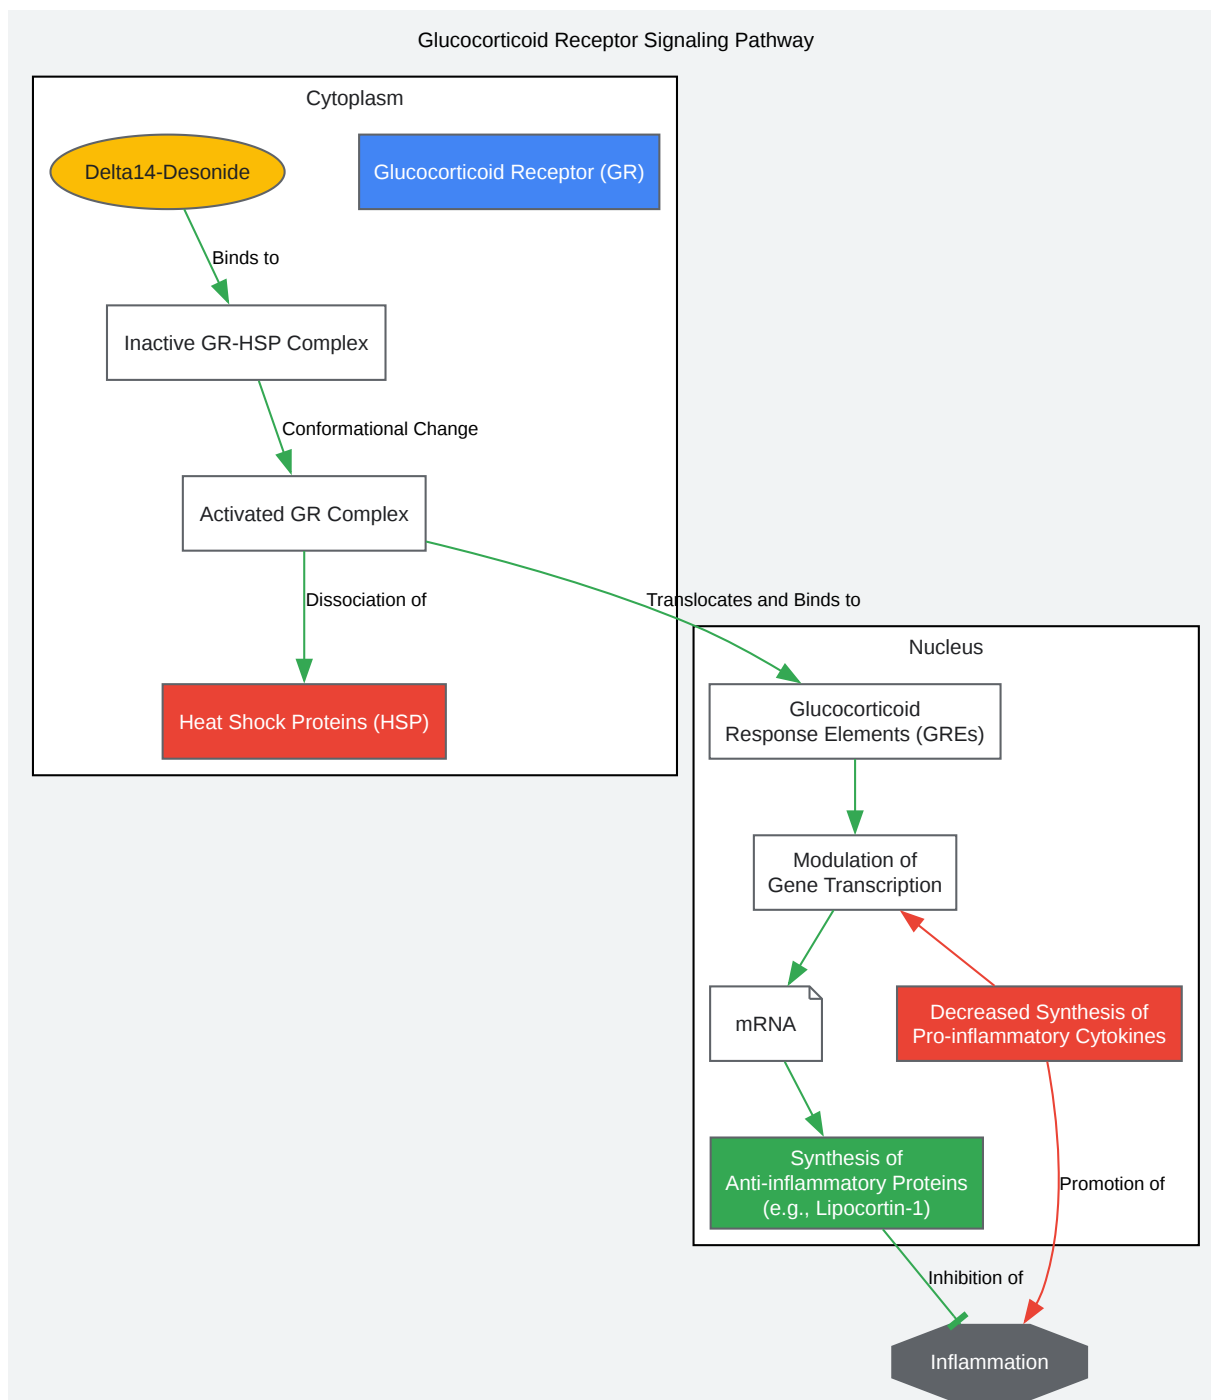 Glucocorticoid Receptor Signaling Pathway
Cytoplasm
Delta14-Desonide
Glucocorticoid Receptor (GR)
Binds to
Inactive GR-HSP Complex
Conformational Change
Activated GR Complex
Dissociation of
Translocates and Binds to
Heat Shock Proteins (HSP)
Nucleus
Glucocorticoid
Response Elements (GREs)
Modulation of
Gene Transcription
mRNA
Decreased Synthesis of
Pro-inflammatory Cytokines
Synthesis of
Anti-inflammatory Proteins
(e.g., Lipocortin-1)
Promotion of
Inhibition of
Inflammation